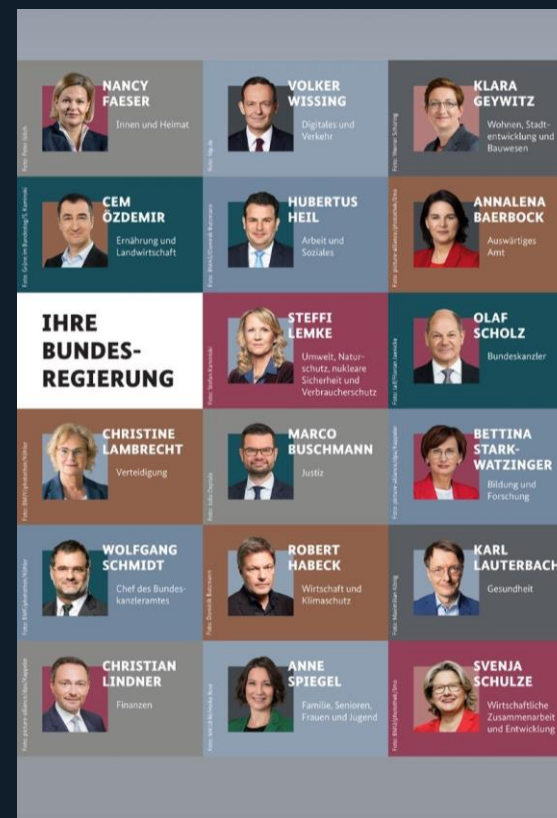 NANCY
FAESER
Innen und Heimat
VOLKER
WISSING
Digitales und
Verkehr
KLARA
GEYWITZ
Wohnen, Stadt-
entwicklung und
Bauwesen
CEM
ÖZDEMIR
Ernährung und
Landwirtschaft
HUBERTUS
HEIL
Arbeit und
Soziales
ANNALENA
BAERBOCK
Auswärtiges
Amt
IHRE
BUNDES-
REGIERUNG
STEFFI
LEMKE
Umwelt, Natur-
schutz, nukleare
Sicherheit und
Verbraucherschutz
OLAF
SCHOLZ
Bundeskanzler
CHRISTINE
LAMBRECHT
Verteidigung
MARCO
BUSCHMANN
Justiz
BETTINA
STARK-
WATZINGER
Bildung und
Forschung
WOLFGANG
SCHMIDT
Chef des Bundes-
kanzleramtes
ROBERT
HABECK
Wirtschaft und
Klimaschutz
KARL
LAUTERBACH
Gesundheit
CHRISTIAN
LINDNER
Finanzen
ANNE
SPIEGEL
Familie, Senioren,
Frauen und Jugend
SVENJA
SCHULZE
Wirtschaftliche
Zusammenarbeit
und Entwicklung